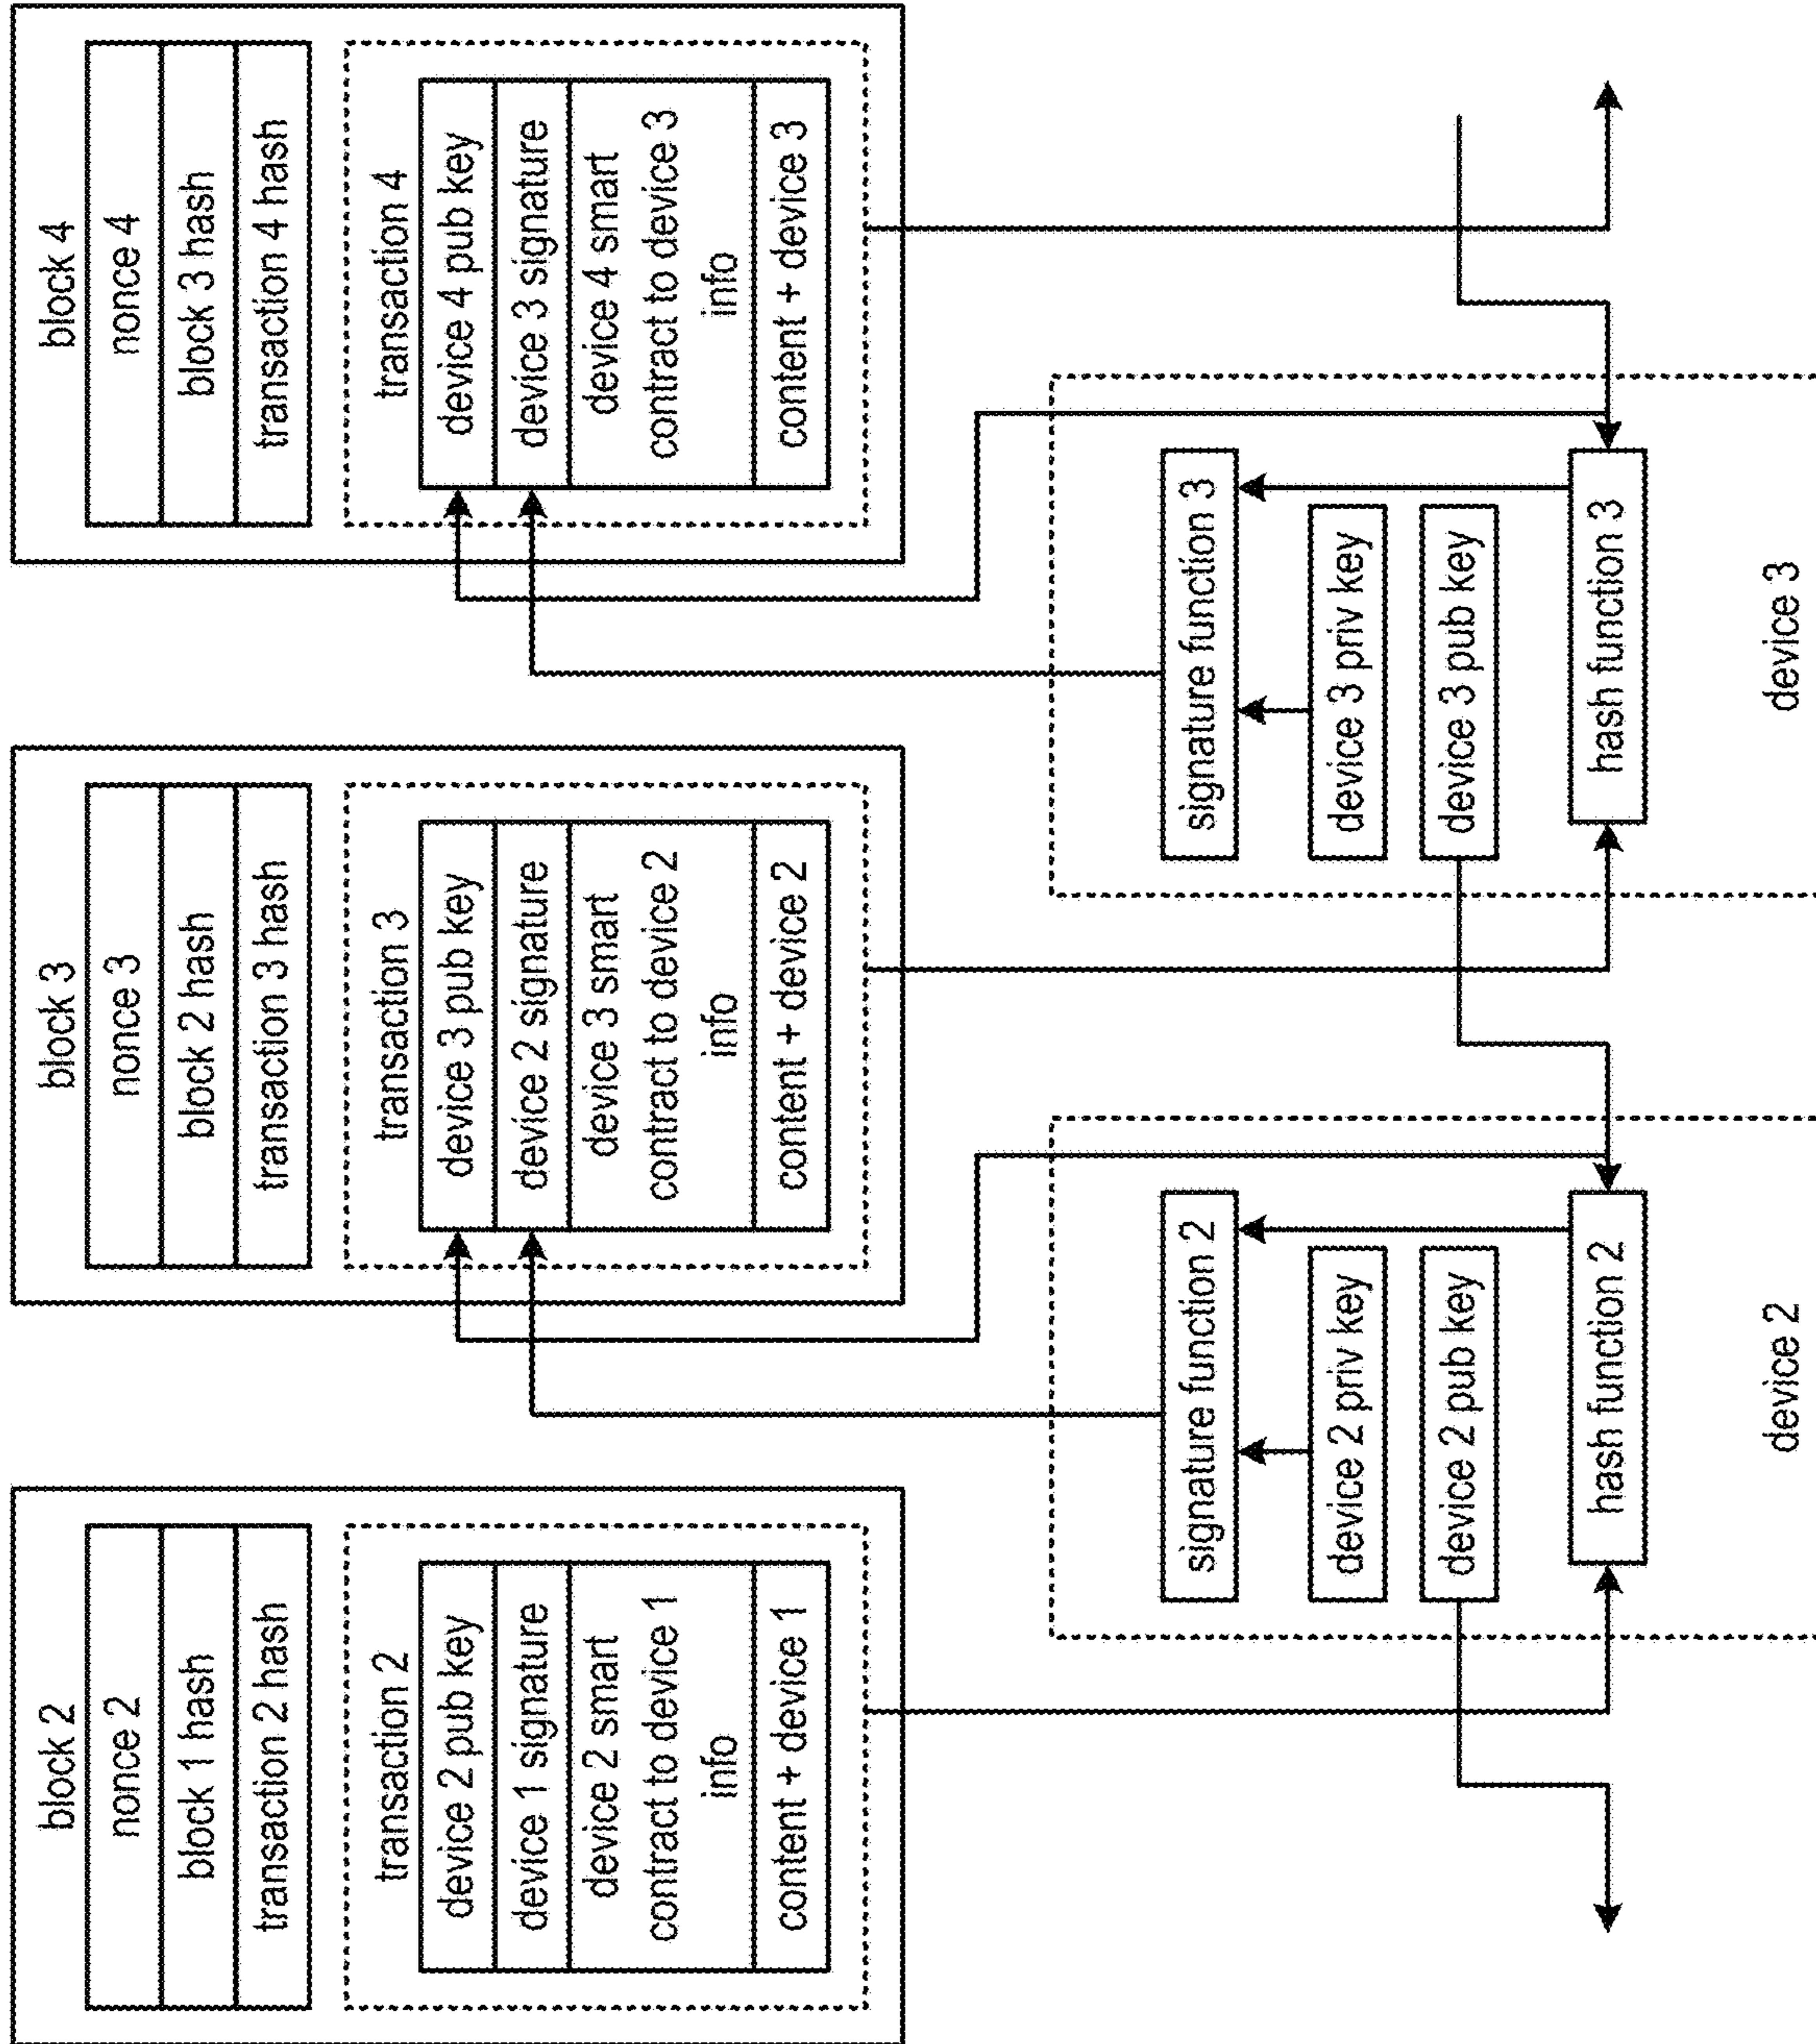 block 2
nonce 2
block 1 hash
transaction 2 hash
transaction 2
device 2 pub key
device 1 signature
device 2 smart
contract to device 1
info
content + device 1
block 3
nonce 3
block 2 hash
transaction 3 hash
transaction 3
device 3 pub key
device 2 signature
device 3 smart
contract to device 2
info
content + device 2
block 4
nonce 4
block 3 hash
transaction 4 hash
transaction 4
device 4 pub key
device 3 signature
device 4 smart
contract to device 3
info
content + device 3
signature function 2
device 2 priv key
device 2 pub key
hash function 2
device 2
signature function 3
device 3 priv key
device 3 pub key
hash function 3
device 3